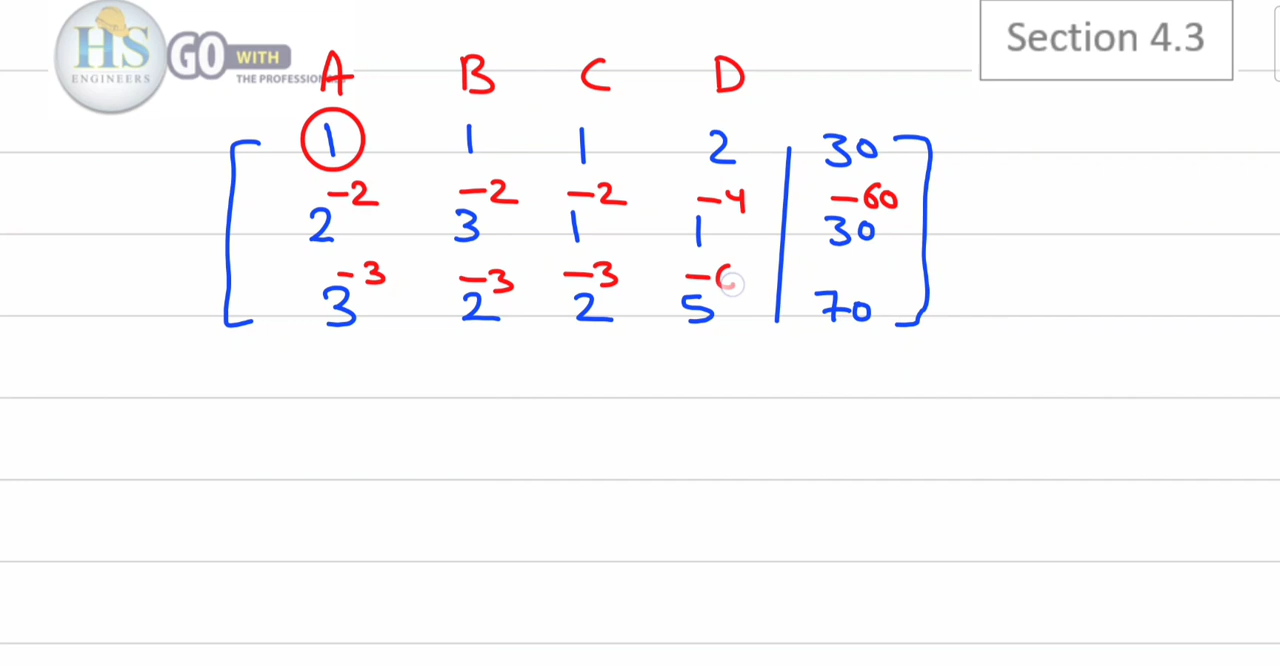 HS
ENGINEERS
GO WITH
THE PROFESSION
Section 4.3
A B C D
1 1 1 2 | 30
-2 -2 -2 -4 -60
2 3 1 1 | 30
-3 -3 -3 -6
3 2 2 5 | 70